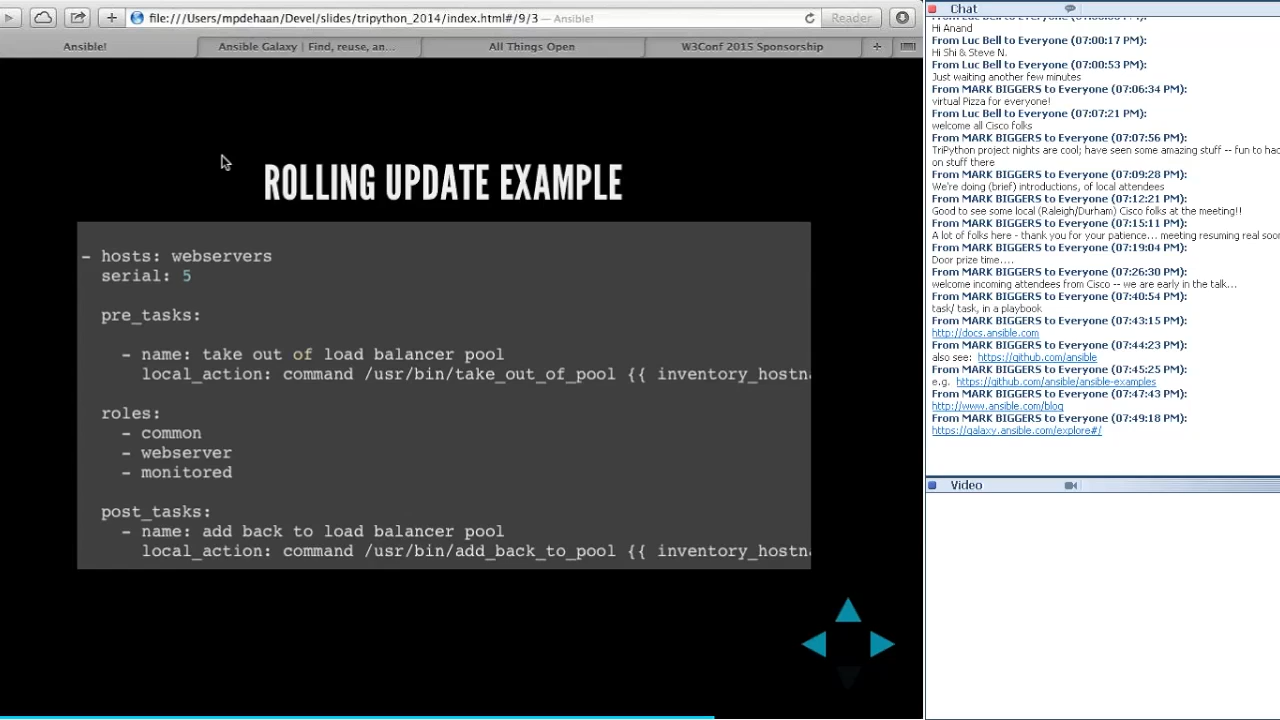 file:///Users/mpdehaan/Devel/slides/tripython_2014/index.html#/9/3 — Ansible!
Reader
Ansible!
Ansible Galaxy | Find, reuse, an...
All Things Open
W3Conf 2015 Sponsorship
ROLLING UPDATE EXAMPLE
- hosts: webservers
serial: 5
pre_tasks:
- name: take out of load balancer pool
local_action: command /usr/bin/take_out_of_pool {{ inventory_hostna
roles:
- common
- webserver
- monitored
post_tasks:
- name: add back to load balancer pool
local_action: command /usr/bin/add_back_to_pool {{ inventory_hostna
Chat
Hi Anand
From Luc Bell to Everyone (07:00:17 PM):
Hi Shi & Steve N.
From Luc Bell to Everyone (07:00:53 PM):
Just waiting another few minutes
From MARK BIGGERS to Everyone (07:06:34 PM):
virtual Pizza for everyone!
From Luc Bell to Everyone (07:07:21 PM):
welcome all Cisco folks
From MARK BIGGERS to Everyone (07:07:56 PM):
TriPython project nights are cool; have seen some amazing stuff -- fun to hac
on stuff there
From MARK BIGGERS to Everyone (07:09:28 PM):
We're doing (brief) introductions, of local attendees
From MARK BIGGERS to Everyone (07:12:21 PM):
Good to see some local (Raleigh/Durham) Cisco folks at the meeting!!
From MARK BIGGERS to Everyone (07:15:11 PM):
A lot of folks here - thank you for your patience... meeting resuming real soon
From MARK BIGGERS to Everyone (07:19:04 PM):
Door prize time....
From MARK BIGGERS to Everyone (07:26:30 PM):
welcome incoming attendees from Cisco -- we are early in the talk...
From MARK BIGGERS to Everyone (07:40:54 PM):
task/ task, in a playbook
From MARK BIGGERS to Everyone (07:43:15 PM):
http://docs.ansible.com
From MARK BIGGERS to Everyone (07:44:23 PM):
also see: https://github.com/ansible
From MARK BIGGERS to Everyone (07:45:25 PM):
e.g. https://github.com/ansible/ansible-examples
From MARK BIGGERS to Everyone (07:47:43 PM):
http://www.ansible.com/blog
From MARK BIGGERS to Everyone (07:49:18 PM):
https://galaxy.ansible.com/explore#/
Video